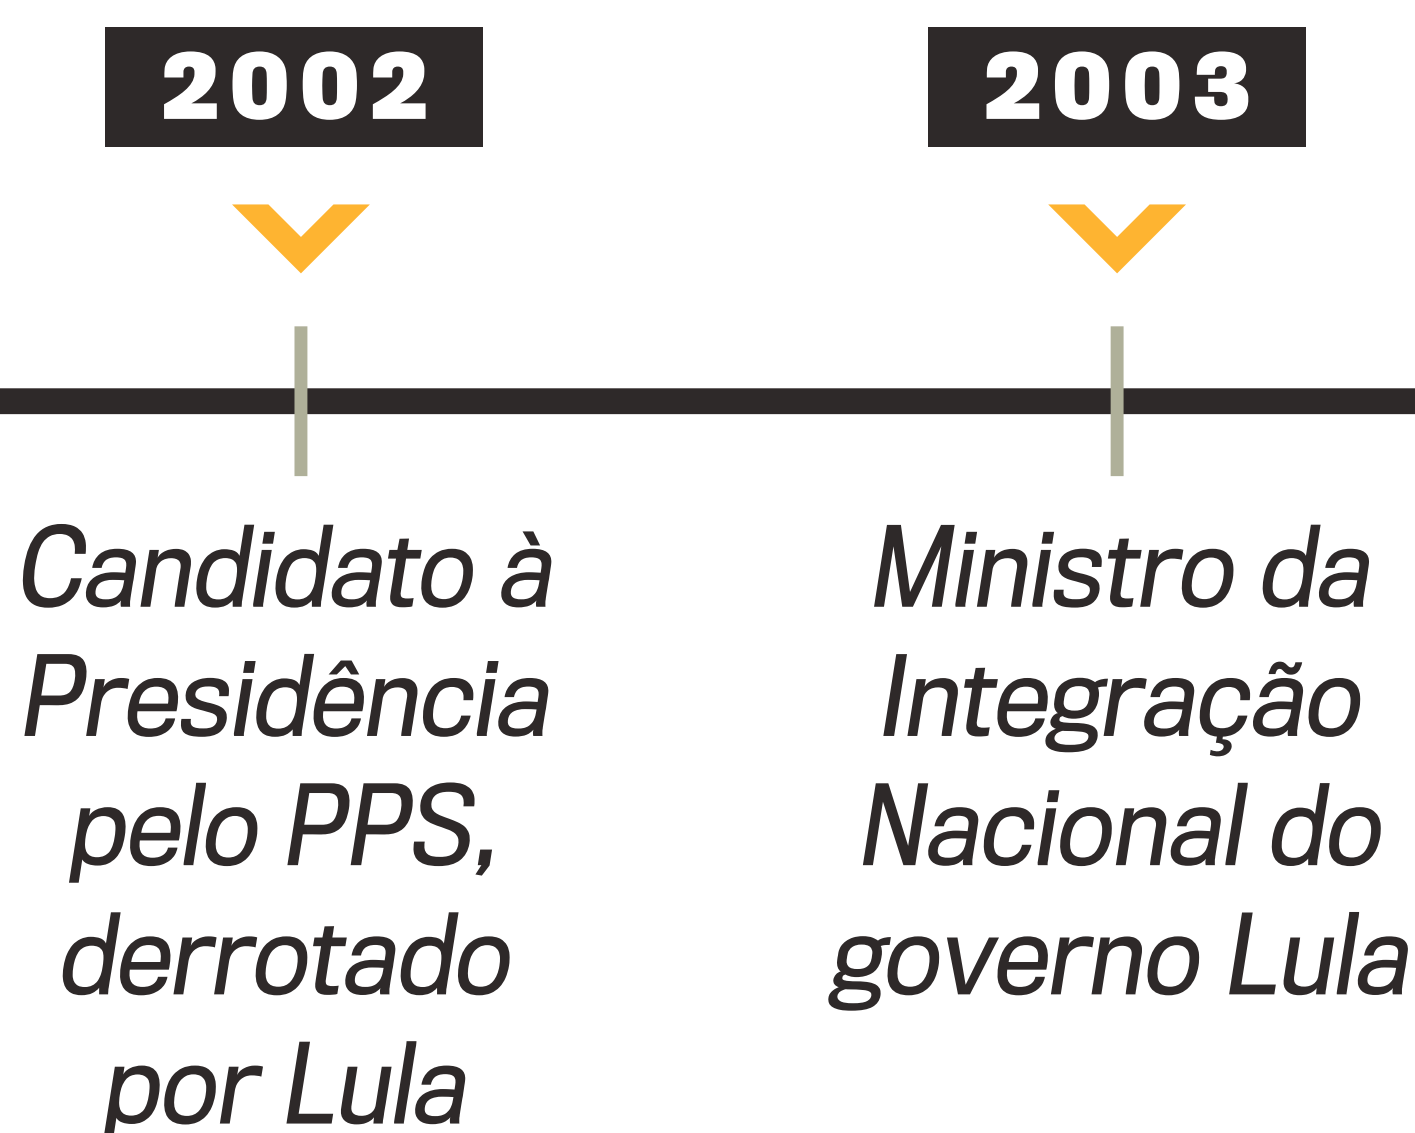 2002
Candidato à
Presidência
pelo PPS,
derrotado
por Lula
2003
Ministro da
Integração
Nacional do
governo Lula